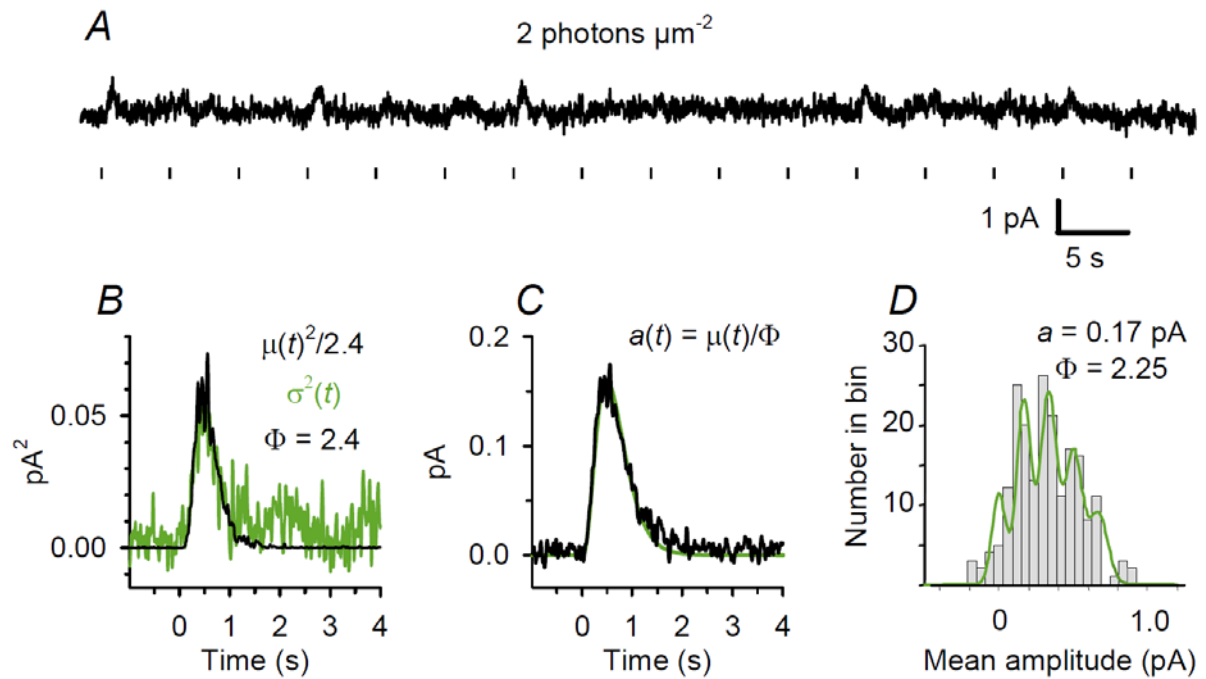 A
2 photons µm-2
1 pA
5 s
B
μ(t)²/2.4
σ²(t)
Φ = 2.4
0.05
0.00
pA²
0 1 2 3 4
Time (s)
C
a(t) = μ(t)/Φ
0.2
0.1
0.0
pA
0 1 2 3 4
Time (s)
D
a = 0.17 pA
Φ = 2.25
30
20
10
Number in bin
0 1.0
Mean amplitude (pA)